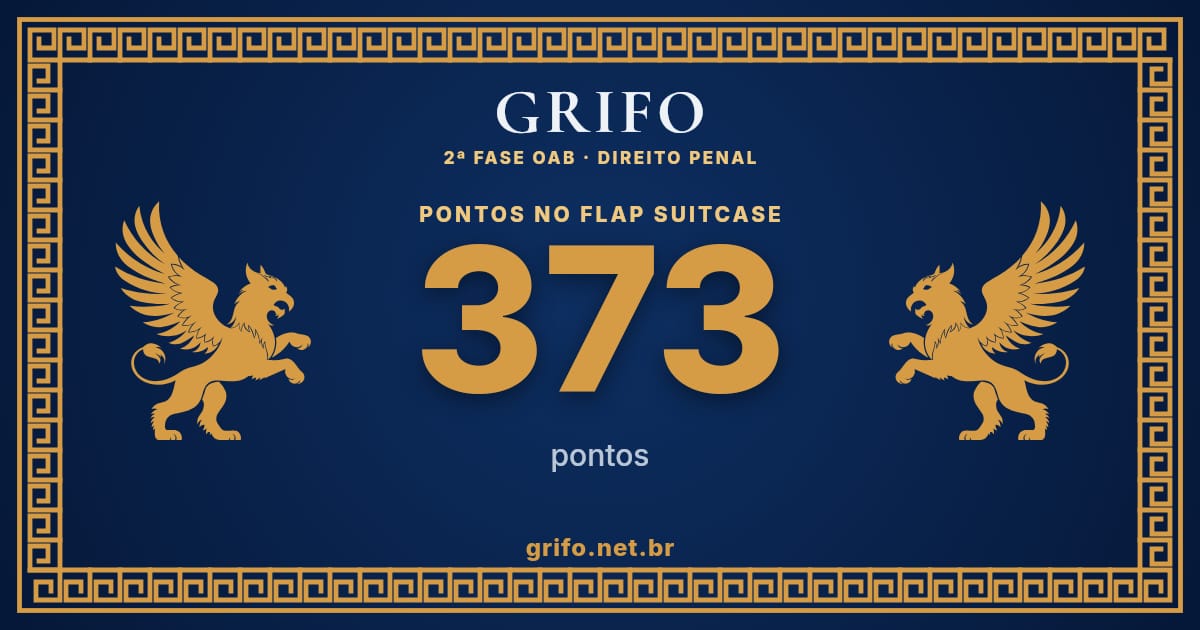 GRIFO
2ª FASE OAB · DIREITO PENAL
PONTOS NO FLAP SUITCASE
373
pontos
grifo.net.br